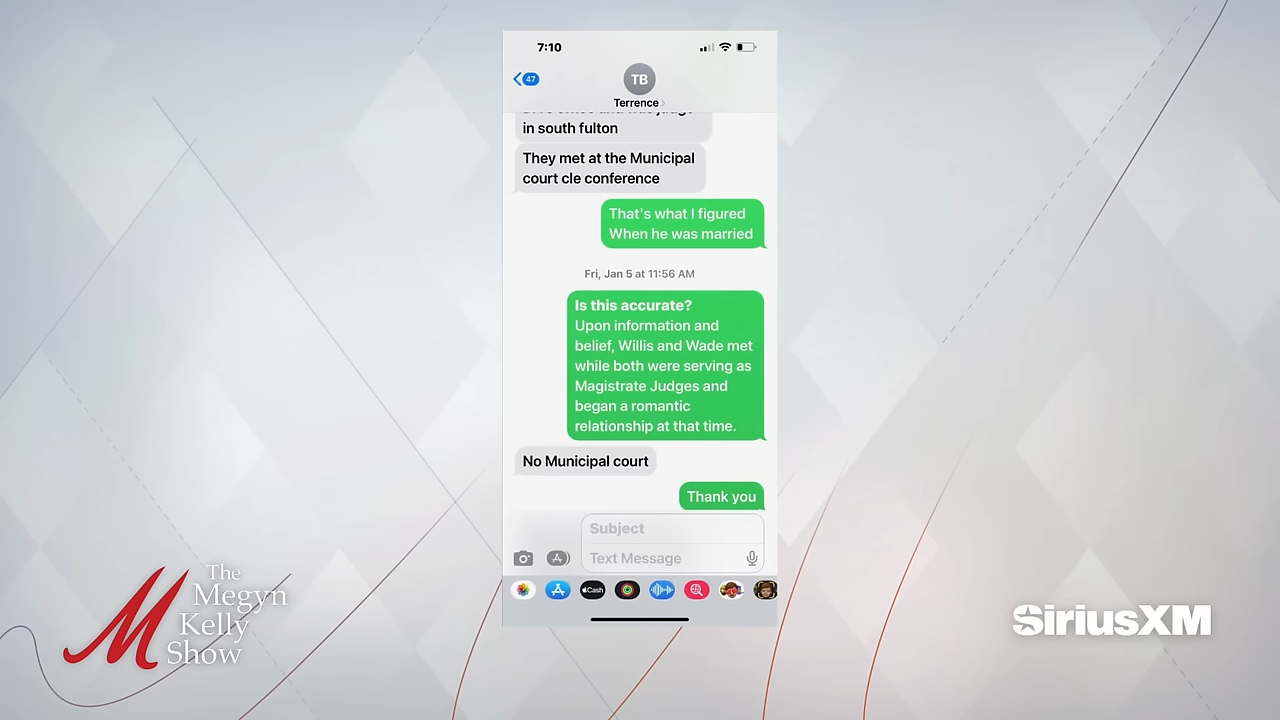 7:10
47
TB
Terrence
in south fulton
They met at the Municipal
court cle conference
That's what I figured
When he was married
Fri, Jan 5 at 11:56 AM
Is this accurate?
Upon information and
belief, Willis and Wade met
while both were serving as
Magistrate Judges and
began a romantic
relationship at that time.
No Municipal court
Thank you
Subject
Text Message
Cash
The
Megyn
Kelly
Show
SiriusXM